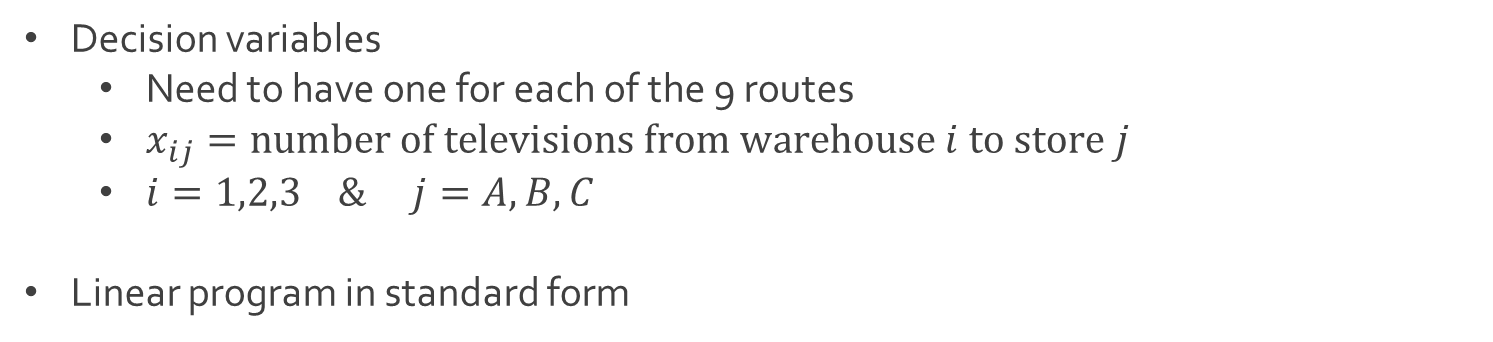 • Decision variables
• Need to have one for each of the 9 routes
• xᵢⱼ = number of televisions from warehouse i to store j
• i = 1,2,3 & j = A, B, C
• Linear program in standard form